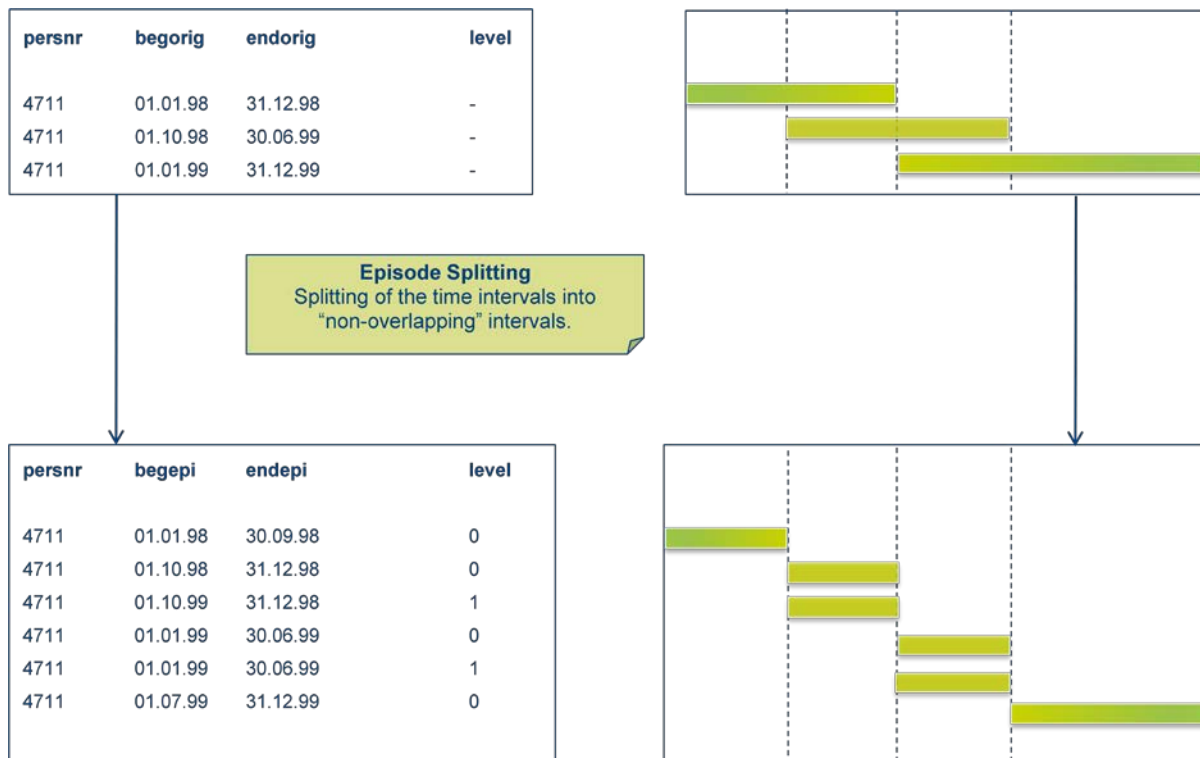 persnr begorig endorig level
4711 01.01.98 31.12.98 -
4711 01.10.98 30.06.99 -
4711 01.01.99 31.12.99 -
Episode Splitting
Splitting of the time intervals into
“non-overlapping” intervals.
persnr begepi endepi level
4711 01.01.98 30.09.98 0
4711 01.10.98 31.12.98 0
4711 01.10.99 31.12.98 1
4711 01.01.99 30.06.99 0
4711 01.01.99 30.06.99 1
4711 01.07.99 31.12.99 0